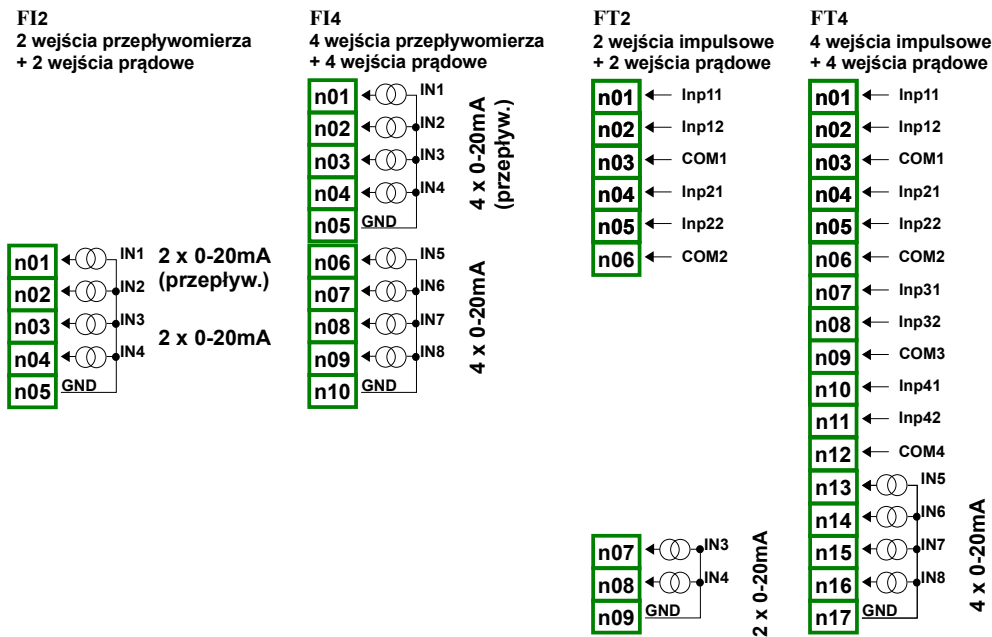 FI2
2 wejścia przepływomierza
+ 2 wejścia prądowe
n01 IN1
n02 IN2
n03 IN3
n04 IN4
n05 GND
2 x 0-20mA
(przepływ.)
2 x 0-20mA
FI4
4 wejścia przepływomierza
+ 4 wejścia prądowe
n01 IN1
n02 IN2
n03 IN3
n04 IN4
n05 GND
4 x 0-20mA
(przepływ.)
n06 IN5
n07 IN6
n08 IN7
n09 IN8
n10 GND
4 x 0-20mA
FT2
2 wejścia impulsowe
+ 2 wejścia prądowe
n01 Inp11
n02 Inp12
n03 COM1
n04 Inp21
n05 Inp22
n06 COM2
n07 IN3
n08 IN4
n09 GND
2 x 0-20mA
FT4
4 wejścia impulsowe
+ 4 wejścia prądowe
n01 Inp11
n02 Inp12
n03 COM1
n04 Inp21
n05 Inp22
n06 COM2
n07 Inp31
n08 Inp32
n09 COM3
n10 Inp41
n11 Inp42
n12 COM4
n13 IN5
n14 IN6
n15 IN7
n16 IN8
n17 GND
4 x 0-20mA